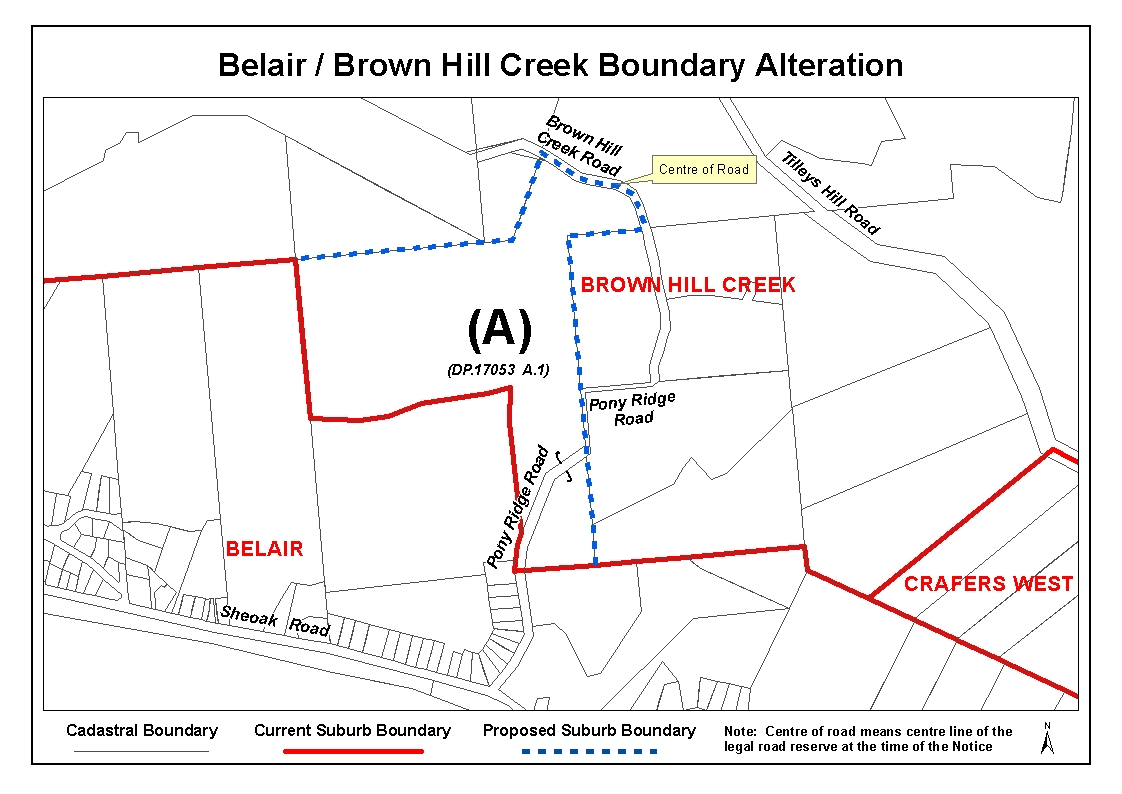 Belair / Brown Hill Creek Boundary Alteration
Brown Hill
Creek Road
Centre of Road
Tilleys Hill Road
BROWN HILL CREEK
(A)
(DP.17053 A.1)
Pony Ridge
Road
Pony Ridge Road
BELAIR
CRAFERS WEST
Sheoak Road
Cadastral Boundary
Current Suburb Boundary
Proposed Suburb Boundary
Note: Centre of road means centre line of the
legal road reserve at the time of the Notice
N